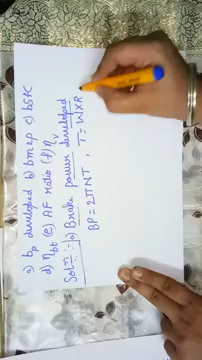 a) bp developed b) bmep c) bsfc
d) ηbt (e) AF ratio (f) ηv
Soln :- a) Brake power developed
BP = 2πNT , T = W×R